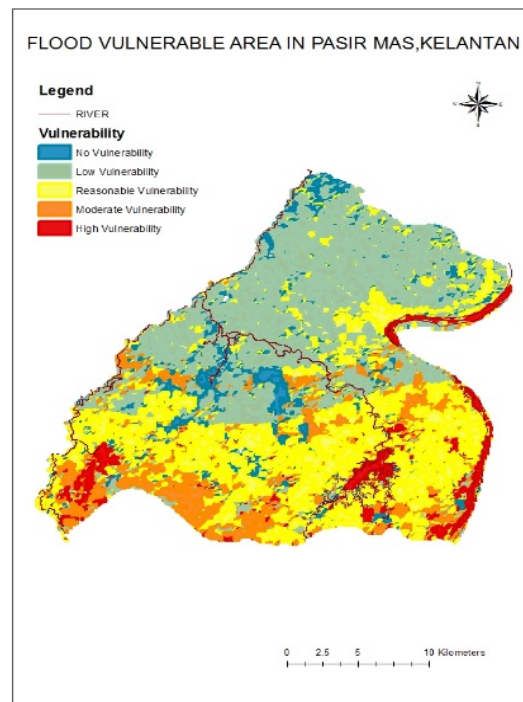 FLOOD VULNERABLE AREA IN PASIR MAS,KELANTAN
Legend
RIVER
Vulnerability
No Vulnerability
Low Vulnerability
Reasonable Vulnerability
Moderate Vulnerability
High Vulnerability
0 2.5 5 10 Kilometers